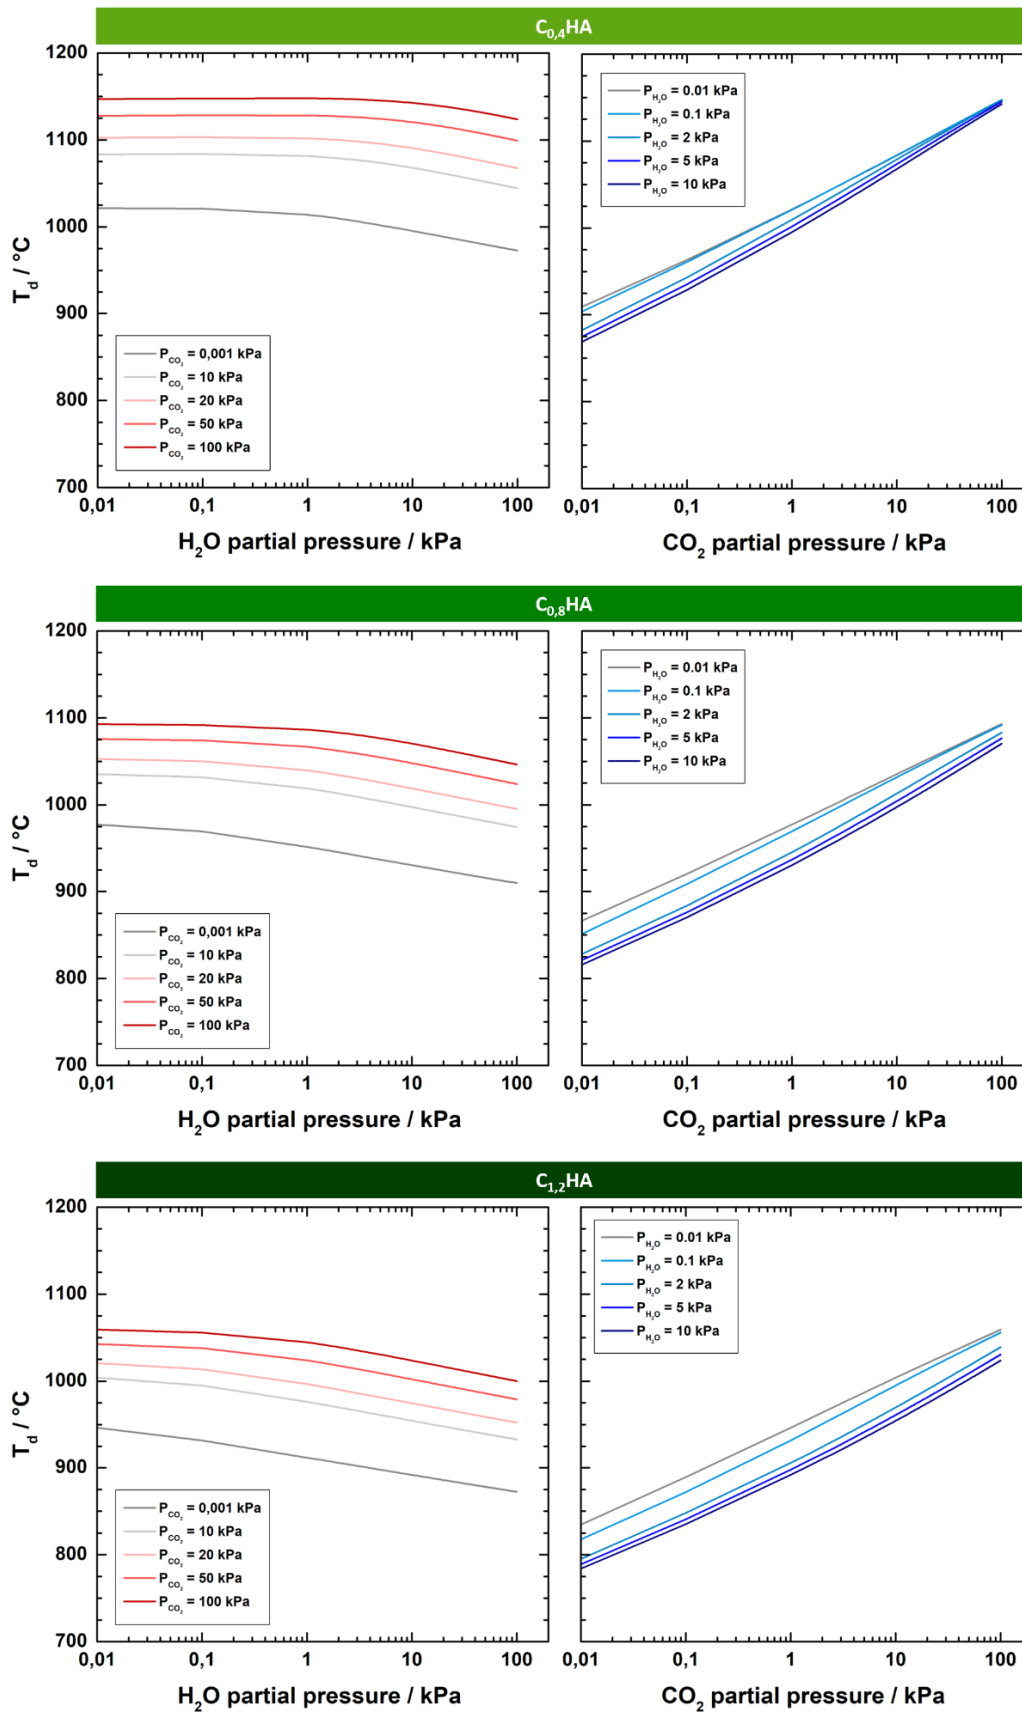 C0,4HA
1200
1100
1000
900
800
700
Td / °C
PCO2 = 0,001 kPa
PCO2 = 10 kPa
PCO2 = 20 kPa
PCO2 = 50 kPa
PCO2 = 100 kPa
0,01 0,1 1 10 100
H2O partial pressure / kPa
PH2O = 0.01 kPa
PH2O = 0.1 kPa
PH2O = 2 kPa
PH2O = 5 kPa
PH2O = 10 kPa
0,01 0,1 1 10 100
CO2 partial pressure / kPa
C0,8HA
1200
1100
1000
900
800
700
Td / °C
PCO2 = 0,001 kPa
PCO2 = 10 kPa
PCO2 = 20 kPa
PCO2 = 50 kPa
PCO2 = 100 kPa
0,01 0,1 1 10 100
H2O partial pressure / kPa
PH2O = 0.01 kPa
PH2O = 0.1 kPa
PH2O = 2 kPa
PH2O = 5 kPa
PH2O = 10 kPa
0,01 0,1 1 10 100
CO2 partial pressure / kPa
C1,2HA
1200
1100
1000
900
800
700
Td / °C
PCO2 = 0,001 kPa
PCO2 = 10 kPa
PCO2 = 20 kPa
PCO2 = 50 kPa
PCO2 = 100 kPa
0,01 0,1 1 10 100
H2O partial pressure / kPa
PH2O = 0.01 kPa
PH2O = 0.1 kPa
PH2O = 2 kPa
PH2O = 5 kPa
PH2O = 10 kPa
0,01 0,1 1 10 100
CO2 partial pressure / kPa